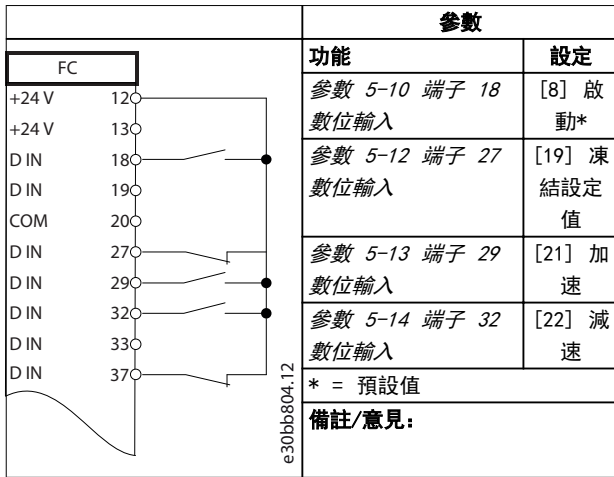 參數
功能 設定
參數 5-10 端子 18 [8] 啟
數位輸入 動*
參數 5-12 端子 27 [19] 凍
數位輸入 結設定
值
參數 5-13 端子 29 [21] 加
數位輸入 速
參數 5-14 端子 32 [22] 減
數位輸入 速
* = 預設值
備註/意見:
FC
+24 V 12
+24 V 13
D IN 18
D IN 19
COM 20
D IN 27
D IN 29
D IN 32
D IN 33
D IN 37
e30bb804.12